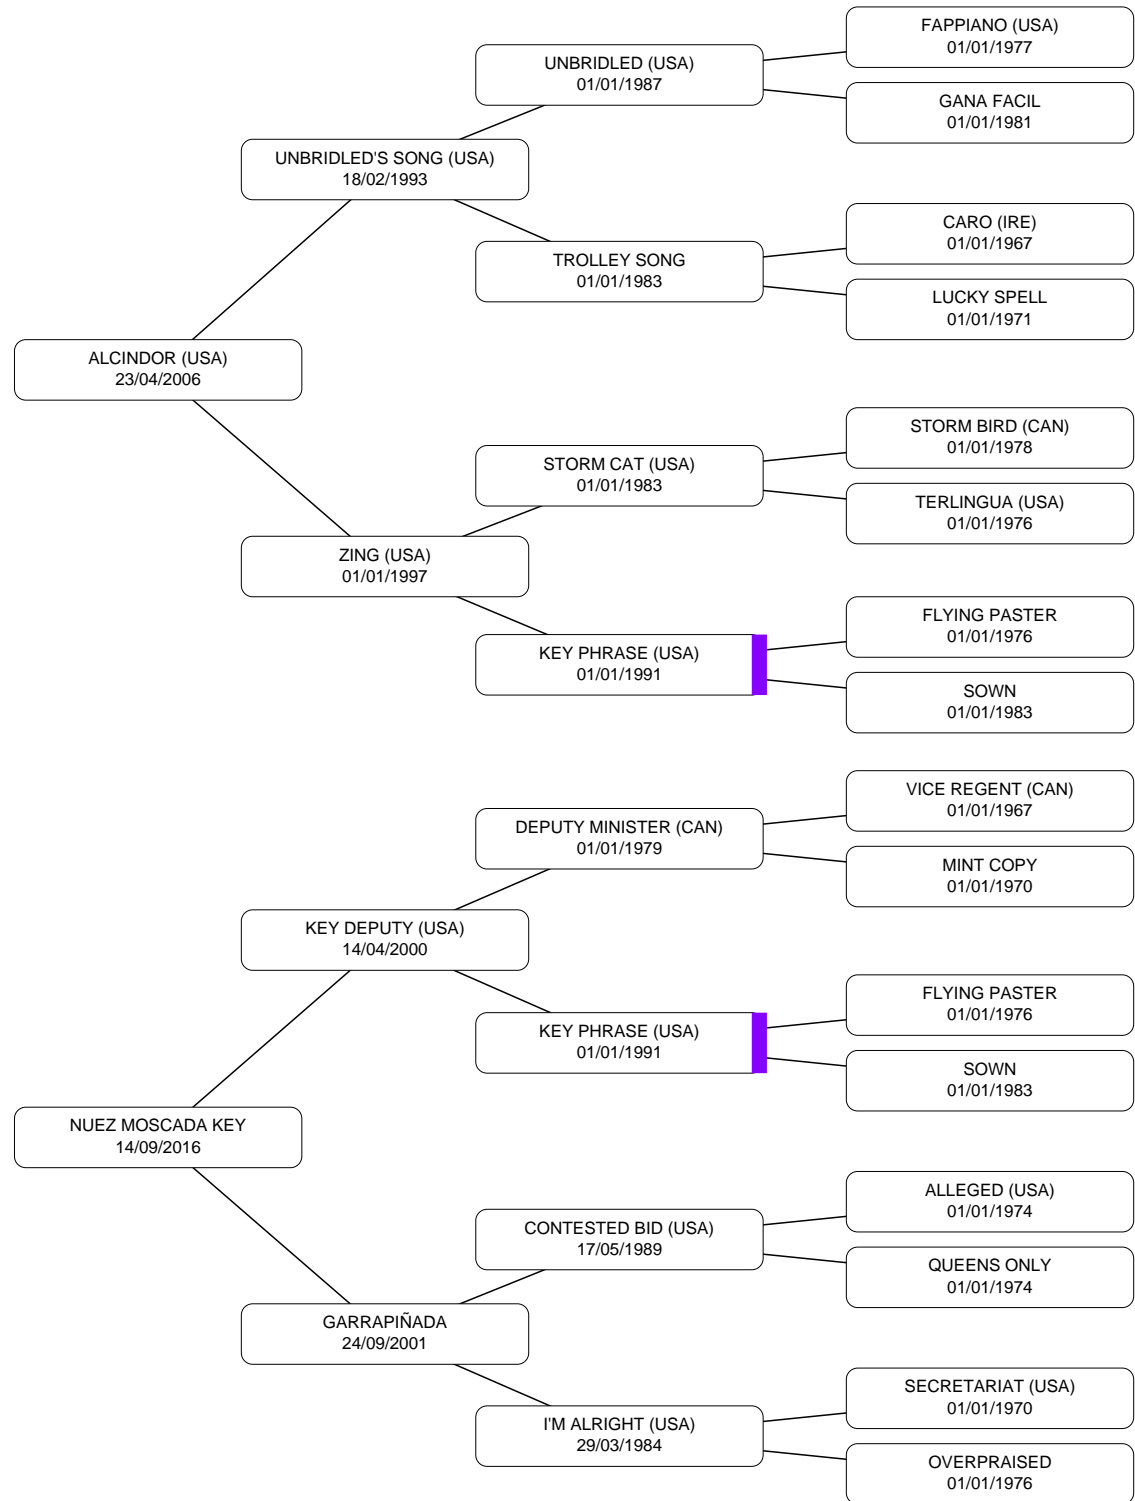 FAPPIANO (USA)
01/01/1977
UNBRIDLED (USA)
01/01/1987
GANA FACIL
01/01/1981
UNBRIDLED'S SONG (USA)
18/02/1993
CARO (IRE)
01/01/1967
TROLLEY SONG
01/01/1983
LUCKY SPELL
01/01/1971
ALCINDOR (USA)
23/04/2006
STORM BIRD (CAN)
01/01/1978
STORM CAT (USA)
01/01/1983
TERLINGUA (USA)
01/01/1976
ZING (USA)
01/01/1997
FLYING PASTER
01/01/1976
KEY PHRASE (USA)
01/01/1991
SOWN
01/01/1983
VICE REGENT (CAN)
01/01/1967
DEPUTY MINISTER (CAN)
01/01/1979
MINT COPY
01/01/1970
KEY DEPUTY (USA)
14/04/2000
FLYING PASTER
01/01/1976
KEY PHRASE (USA)
01/01/1991
SOWN
01/01/1983
NUEZ MOSCADA KEY
14/09/2016
ALLEGED (USA)
01/01/1974
CONTESTED BID (USA)
17/05/1989
QUEENS ONLY
01/01/1974
GARRAPIÑADA
24/09/2001
SECRETARIAT (USA)
01/01/1970
I'M ALRIGHT (USA)
29/03/1984
OVERPRAISED
01/01/1976